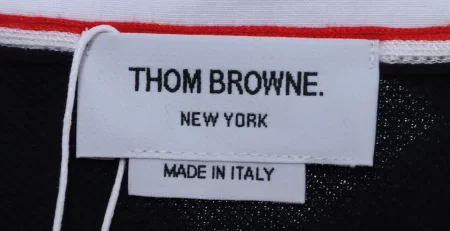 THOM BROWNE.
NEW YORK
MADE IN ITALY